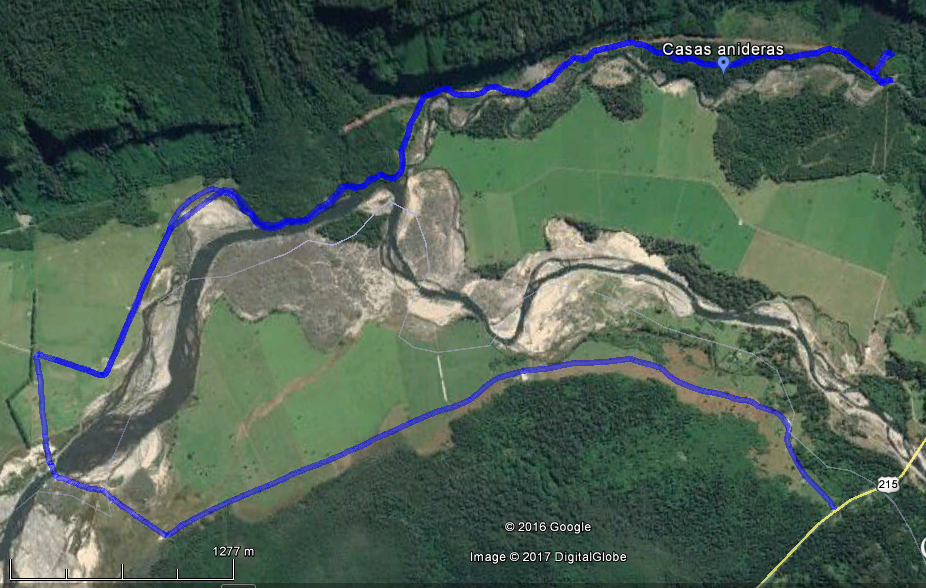 Casas anideras
215
© 2016 Google
1277 m
Image © 2017 DigitalGlobe